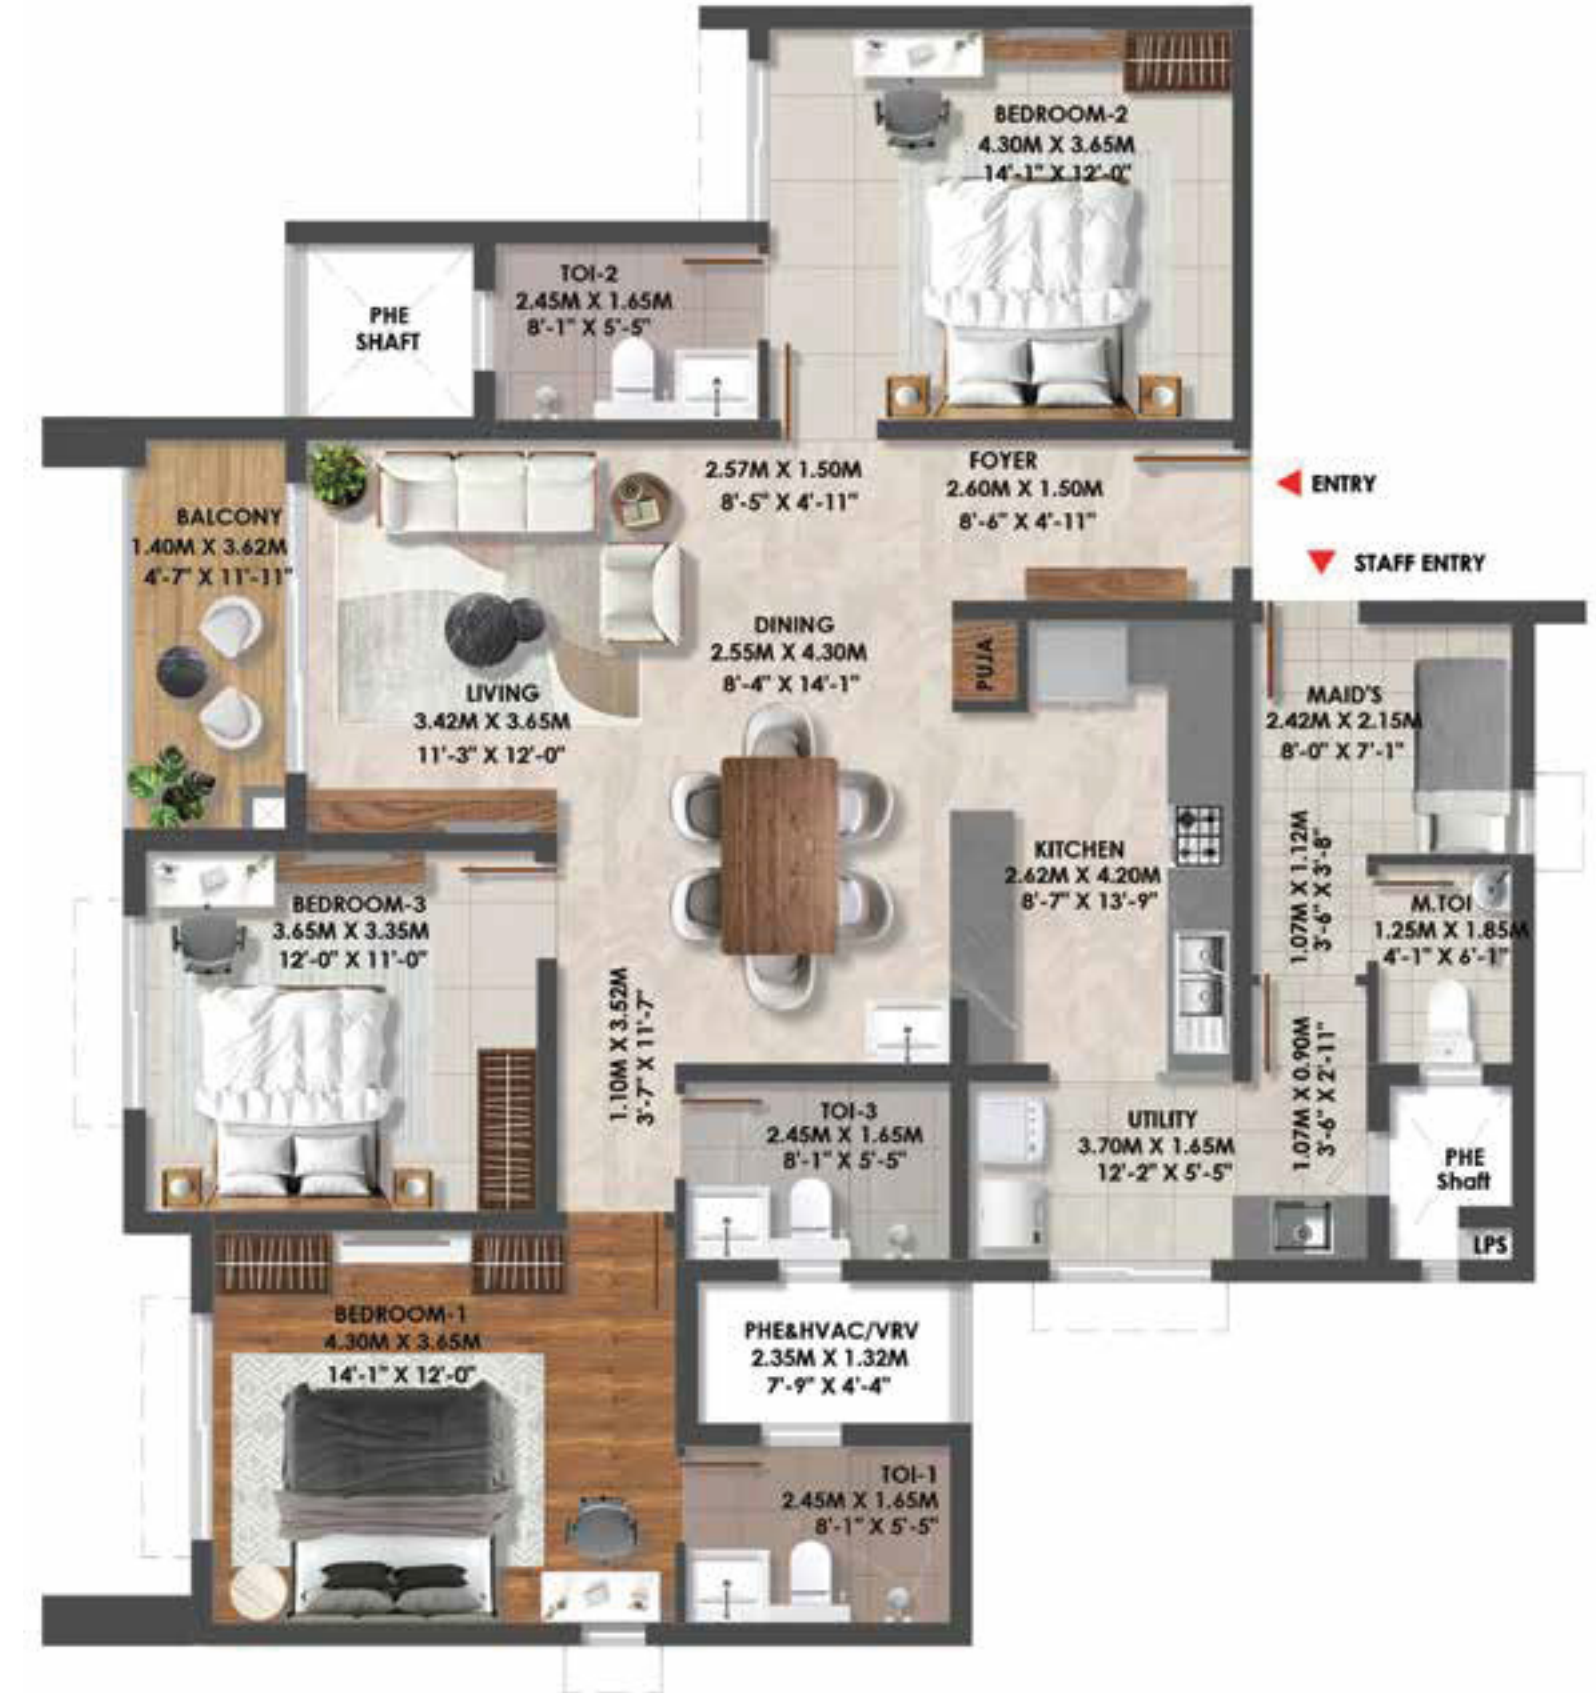 BEDROOM-2
4.30M X 3.65M
14'-1" X 12'-0"
TOI-2
2.45M X 1.65M
8'-1" X 5'-5"
PHE
SHAFT
2.57M X 1.50M
8'-5" X 4'-11"
FOYER
2.60M X 1.50M
8'-6" X 4'-11"
ENTRY
STAFF ENTRY
BALCONY
1.40M X 3.62M
4'-7" X 11'-11"
LIVING
3.42M X 3.65M
11'-3" X 12'-0"
DINING
2.55M X 4.30M
8'-4" X 14'-1"
PUJA
MAID'S
2.42M X 2.15M
8'-0" X 7'-1"
KITCHEN
2.62M X 4.20M
8'-7" X 13'-9"
1.07M X 1.12M
3'-6" X 3'-8"
M.TOI
1.25M X 1.85M
4'-1" X 6'-1"
BEDROOM-3
3.65M X 3.35M
12'-0" X 11'-0"
1.10M X 3.52M
3'-7" X 11'-7"
1.07M X 0.90M
3'-6" X 2'-11"
TOI-3
2.45M X 1.65M
8'-1" X 5'-5"
UTILITY
3.70M X 1.65M
12'-2" X 5'-5"
PHE
Shaft
LPS
BEDROOM-1
4.30M X 3.65M
14'-1" X 12'-0"
PHE&HVAC/VRV
2.35M X 1.32M
7'-9" X 4'-4"
TOI-1
2.45M X 1.65M
8'-1" X 5'-5"